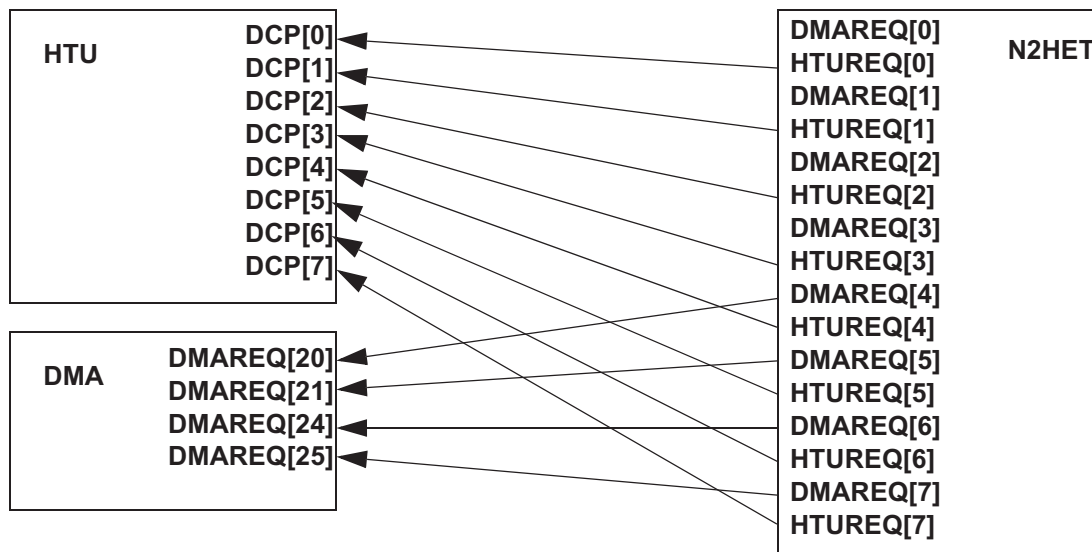 HTU
DCP[0]
DCP[1]
DCP[2]
DCP[3]
DCP[4]
DCP[5]
DCP[6]
DCP[7]
DMA
DMAREQ[20]
DMAREQ[21]
DMAREQ[24]
DMAREQ[25]
N2HET
DMAREQ[0]
HTUREQ[0]
DMAREQ[1]
HTUREQ[1]
DMAREQ[2]
HTUREQ[2]
DMAREQ[3]
HTUREQ[3]
DMAREQ[4]
HTUREQ[4]
DMAREQ[5]
HTUREQ[5]
DMAREQ[6]
HTUREQ[6]
DMAREQ[7]
HTUREQ[7]